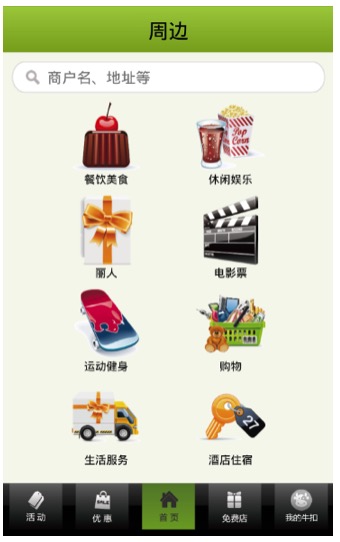 周边
商户名、地址等
Pop Corn
餐饮美食
休闲娱乐
丽人
电影票
运动健身
购物
27
生活服务
酒店住宿
活动
优惠
首页
免费店
我的牛扣